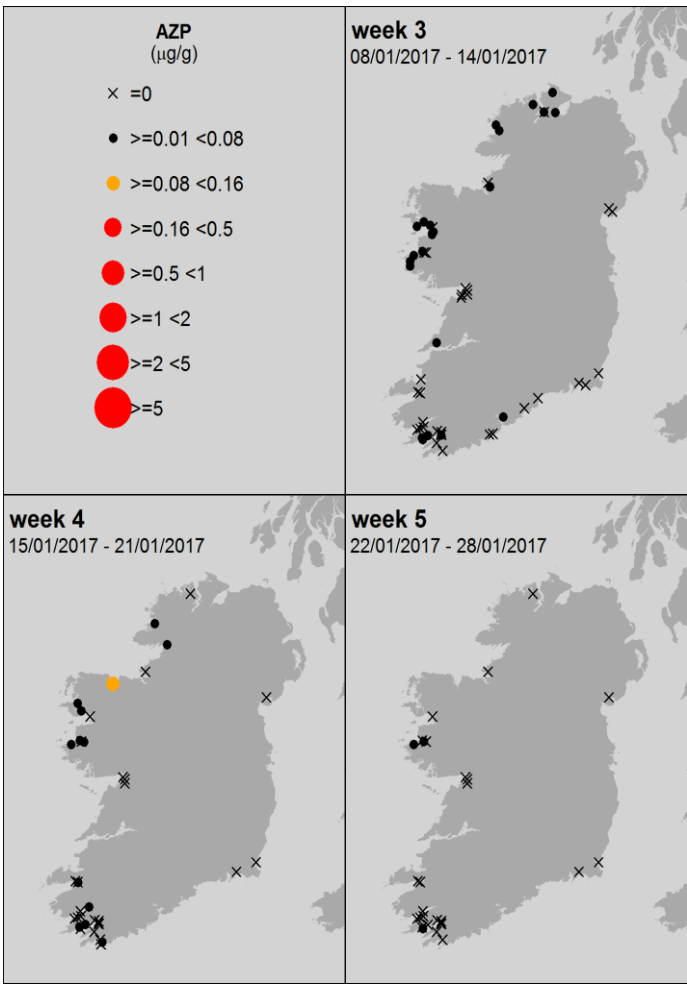 AZP
(µg/g)
=0
>=0.01 <0.08
>=0.08 <0.16
>=0.16 <0.5
>=0.5 <1
>=1 <2
>=2 <5
>=5
week 3
08/01/2017 - 14/01/2017
week 4
15/01/2017 - 21/01/2017
week 5
22/01/2017 - 28/01/2017